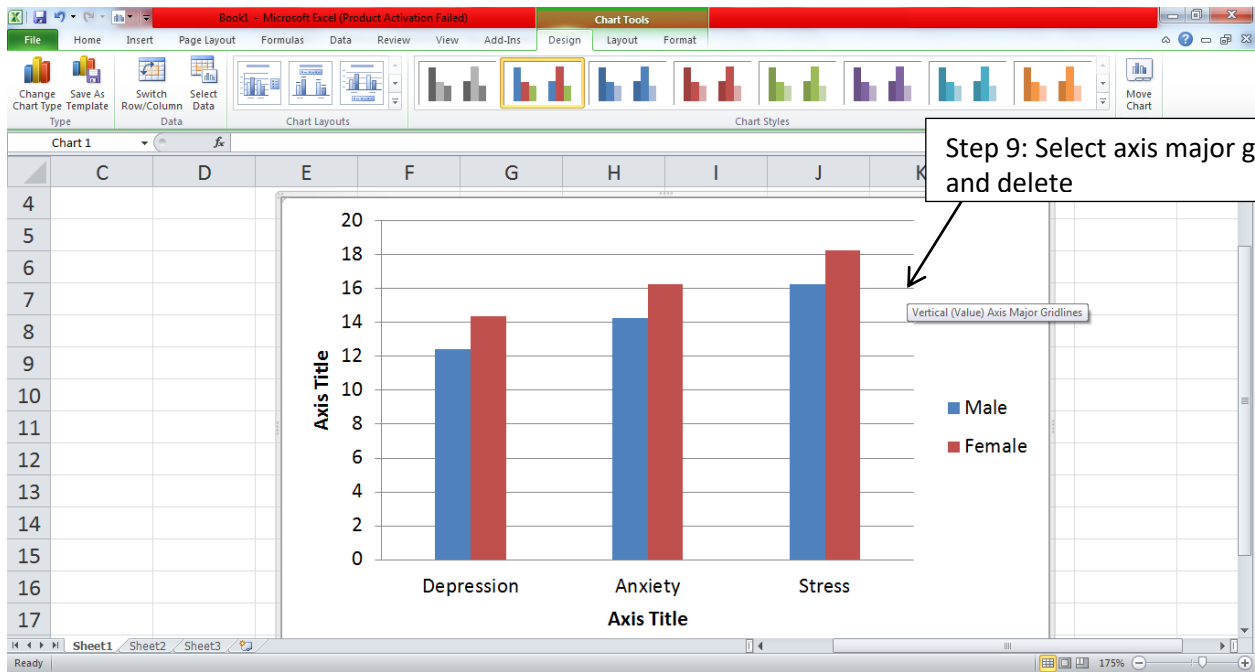 Book1 - Microsoft Excel (Product Activation Failed)
Chart Tools
File Home Insert Page Layout Formulas Data Review View Add-Ins Design Layout Format
Change Chart Type
Save As Template
Switch Row/Column
Select Data
Move Chart
Type Data Chart Layouts Chart Styles
Chart 1 fx
Step 9: Select axis major g
and delete
C D E F G H I J K
4
5
6
7
8
9
10
11
12
13
14
15
16
17
20
18
16
14
12
10
8
6
4
2
0
Axis Title
Vertical (Value) Axis Major Gridlines
Male
Female
Depression Anxiety Stress
Axis Title
Sheet1 Sheet2 Sheet3
Ready 175%